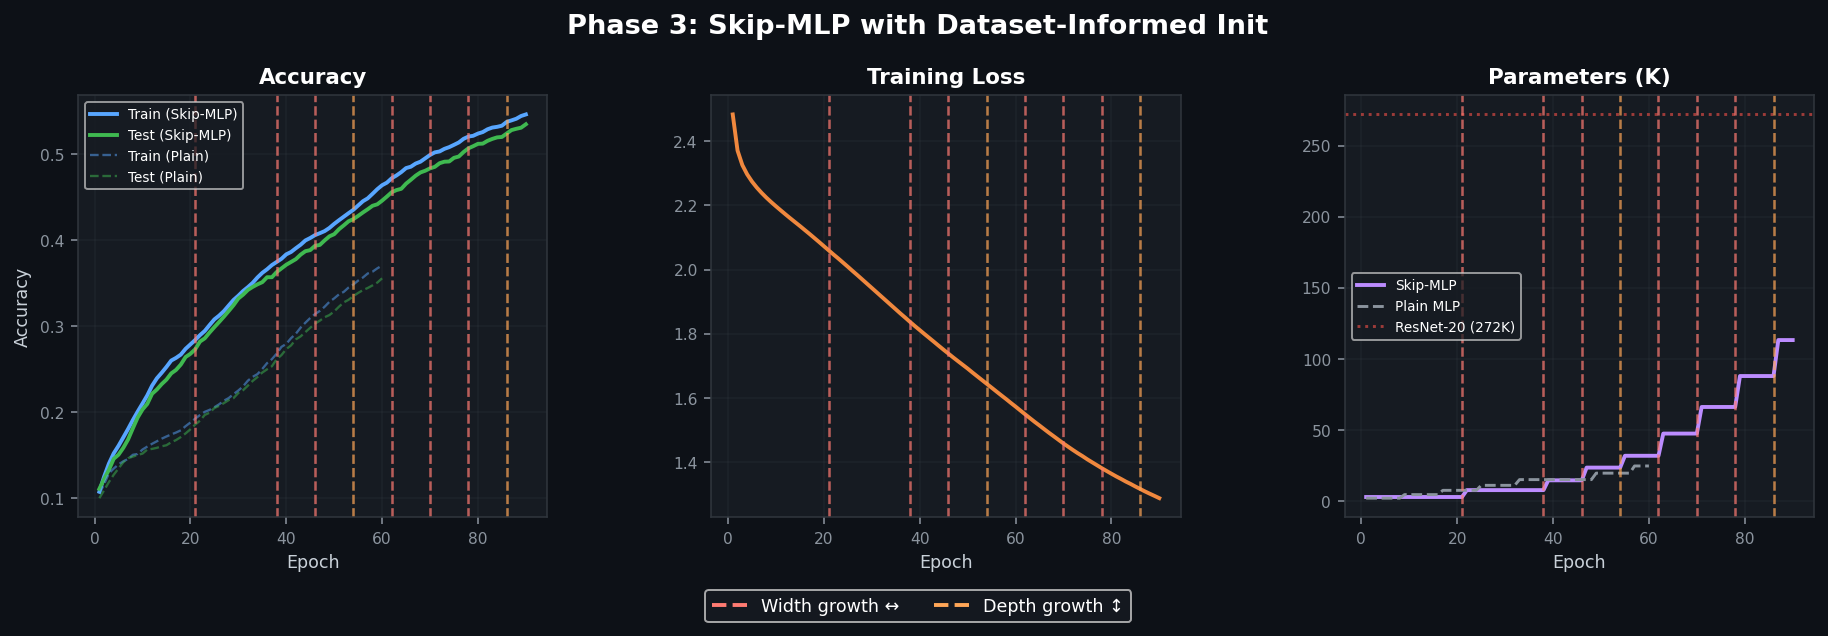 Phase 3: Skip-MLP with Dataset-Informed Init
Accuracy
Train (Skip-MLP)
Test (Skip-MLP)
Train (Plain)
Test (Plain)
Accuracy
0.5
0.4
0.3
0.2
0.1
0 20 40 60 80
Epoch
Training Loss
2.4
2.2
2.0
1.8
1.6
1.4
0 20 40 60 80
Epoch
Parameters (K)
250
200
150
100
50
0
Skip-MLP
Plain MLP
ResNet-20 (272K)
0 20 40 60 80
Epoch
Width growth ↔ Depth growth ↕